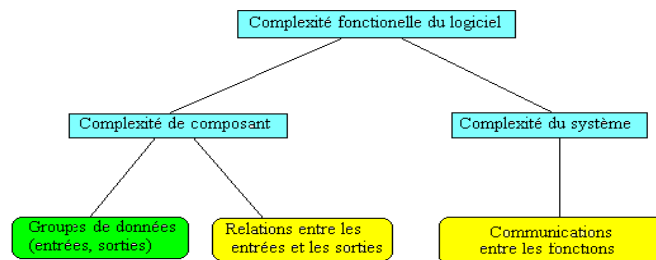 Complexité fonctionelle du logiciel
Complexité de composant
Complexité du système
Groupes de données
(entrées, sorties)
Relations entre les
entrées et les sorties
Communications
entre les fonctions